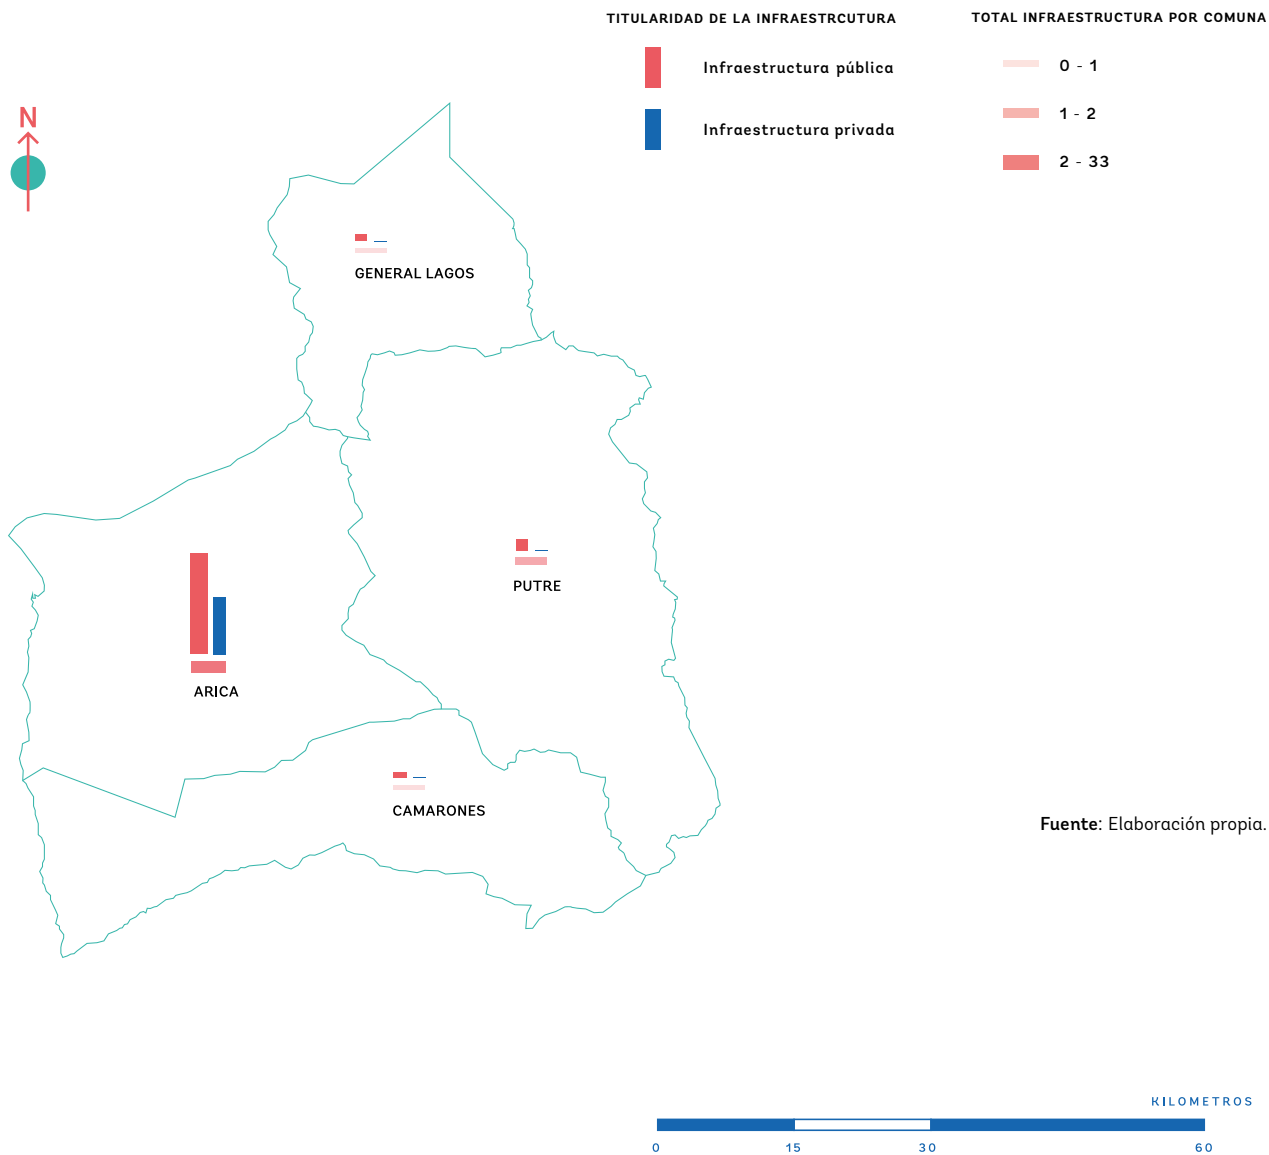 TITULARIDAD DE LA INFRAESTRCUTURA
Infraestructura pública
Infraestructura privada
TOTAL INFRAESTRUCTURA POR COMUNA
0 - 1
1 - 2
2 - 33
N
GENERAL LAGOS
PUTRE
ARICA
CAMARONES
Fuente: Elaboración propia.
KILOMETROS
0 15 30 60